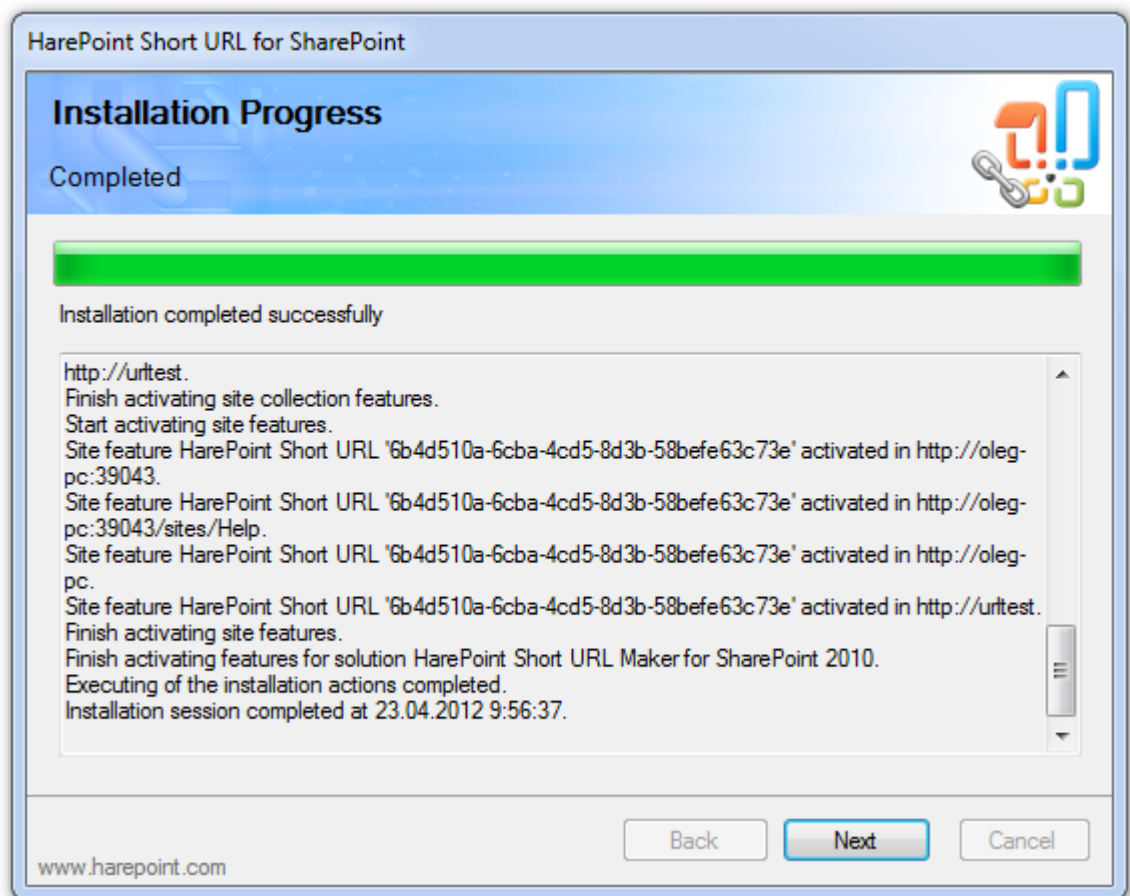 HarePoint Short URL for SharePoint
Installation Progress
Completed
Installation completed successfully
http://urltest.
Finish activating site collection features.
Start activating site features.
Site feature HarePoint Short URL '6b4d510a-6cba-4cd5-8d3b-58befe63c73e' activated in http://oleg-
pc:39043.
Site feature HarePoint Short URL '6b4d510a-6cba-4cd5-8d3b-58befe63c73e' activated in http://oleg-
pc:39043/sites/Help.
Site feature HarePoint Short URL '6b4d510a-6cba-4cd5-8d3b-58befe63c73e' activated in http://oleg-
pc.
Site feature HarePoint Short URL '6b4d510a-6cba-4cd5-8d3b-58befe63c73e' activated in http://urltest.
Finish activating site features.
Finish activating features for solution HarePoint Short URL Maker for SharePoint 2010.
Executing of the installation actions completed.
Installation session completed at 23.04.2012 9:56:37.
Back
Next
Cancel
www.harepoint.com